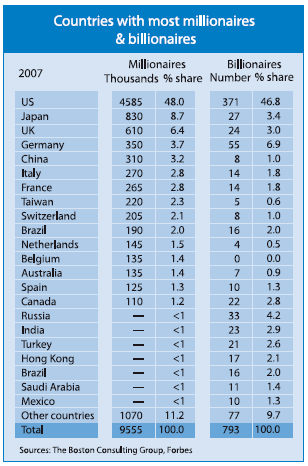 Countries with most millionaires
& billionaires
Millionaires Billionaires
2007 Thousands % share Number % share
US 4585 48.0 371 46.8
Japan 830 8.7 27 3.4
UK 610 6.4 24 3.0
Germany 350 3.7 55 6.9
China 310 3.2 8 1.0
Italy 270 2.8 14 1.8
France 265 2.8 14 1.8
Taiwan 220 2.3 5 0.6
Switzerland 205 2.1 8 1.0
Brazil 190 2.0 16 2.0
Netherlands 145 1.5 4 0.5
Belgium 135 1.4 0 0.0
Australia 135 1.4 7 0.9
Spain 125 1.3 10 1.3
Canada 110 1.2 22 2.8
Russia — <1 33 4.2
India — <1 23 2.9
Turkey — <1 21 2.6
Hong Kong — <1 17 2.1
Brazil — <1 16 2.0
Saudi Arabia — <1 11 1.4
Mexico — <1 10 1.3
Other countries 1070 11.2 77 9.7
Total 9555 100.0 793 100.0
Sources: The Boston Consulting Group, Forbes